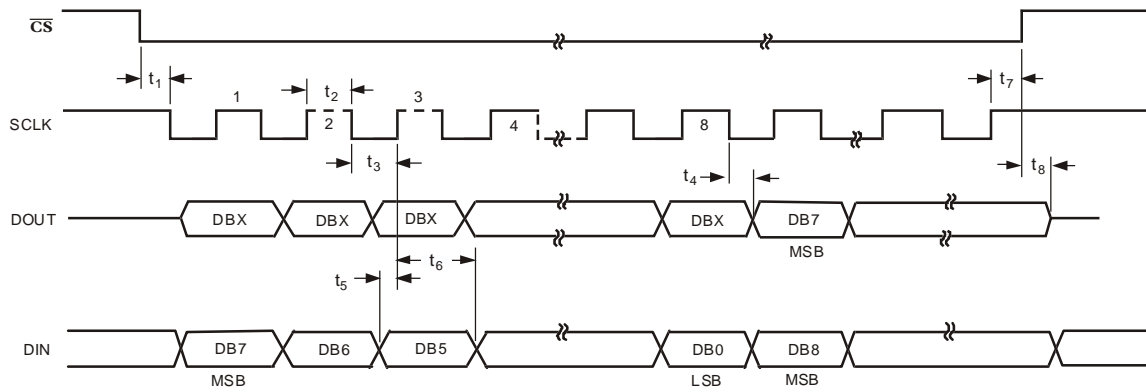 CS
t1
t7
SCLK
1
t2
2
3
4
8
t3
t4
t8
DOUT
DBX
DBX
DBX
DBX
DB7
MSB
t5
t6
DIN
DB7
DB6
DB5
DB0
DB8
MSB
LSB
MSB